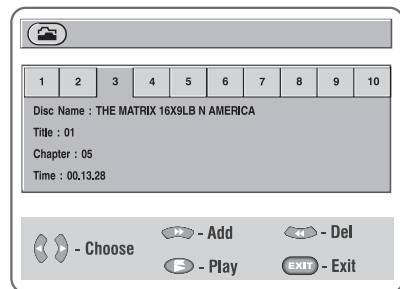 1 2 3 4 5 6 7 8 9 10
Disc Name : THE MATRIX 16X9LB N AMERICA
Title : 01
Chapter : 05
Time : 00.13.28
- Choose - Add - Del
- Play EXIT - Exit